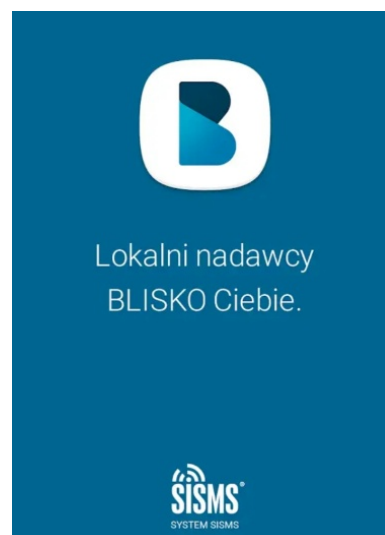 B
Lokalni nadawcy
BLISKO Ciebie.
SISMS®
SYSTEM SISMS